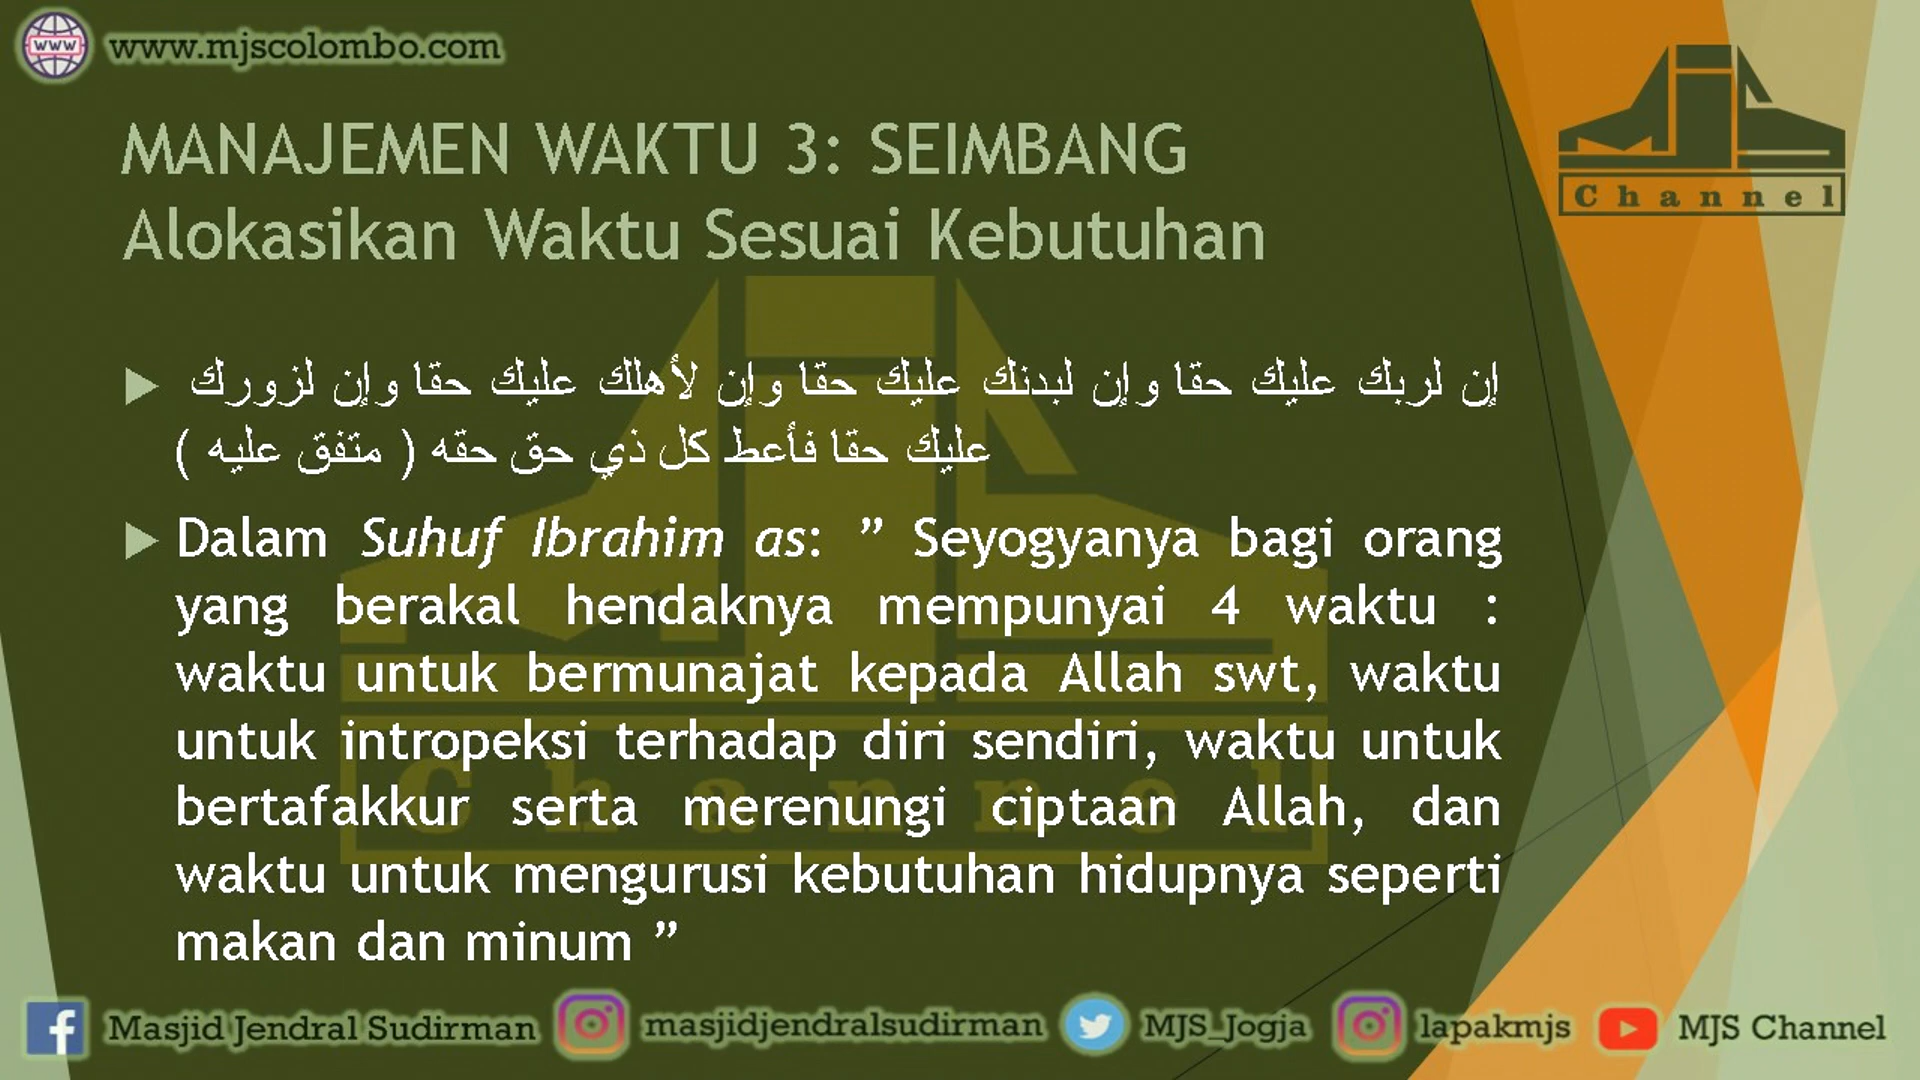 www.mjscolombo.com
Channel
MANAJEMEN WAKTU 3: SEIMBANG
Alokasikan Waktu Sesuai Kebutuhan
إن لربك عليك حقا وإن لبدنك عليك حقا وإن لأهلك عليك حقا وإن لزورك
عليك حقا فأعط كل ذي حق حقه ( متفق عليه )
Dalam Suhuf Ibrahim as: ” Seyogyanya bagi orang
yang berakal hendaknya mempunyai 4 waktu :
waktu untuk bermunajat kepada Allah swt, waktu
untuk intropeksi terhadap diri sendiri, waktu untuk
bertafakkur serta merenungi ciptaan Allah, dan
waktu untuk mengurusi kebutuhan hidupnya seperti
makan dan minum ”
Channel
Masjid Jendral Sudirman masjidjendralsudirman MJS_Jogja lapakmjs MJS Channel